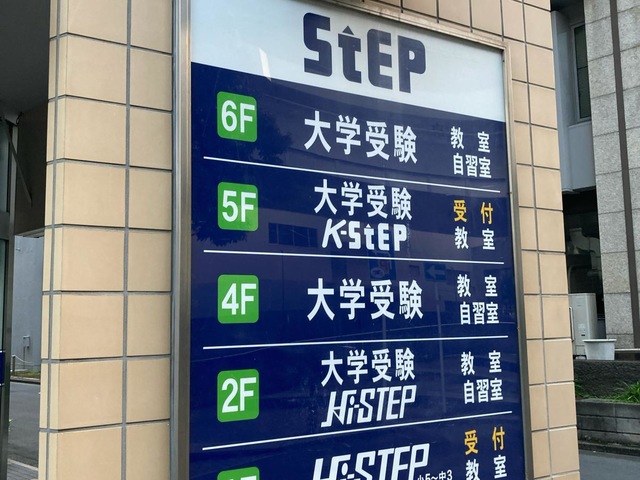 StEP
6F 大学受験 教室
自習室
5F 大学受験 受付
K-StEP 教室
4F 大学受験 教室
自習室
2F 大学受験 教室
Hi-STEP 自習室
Hi-STEP 小5〜中3 受付
教室